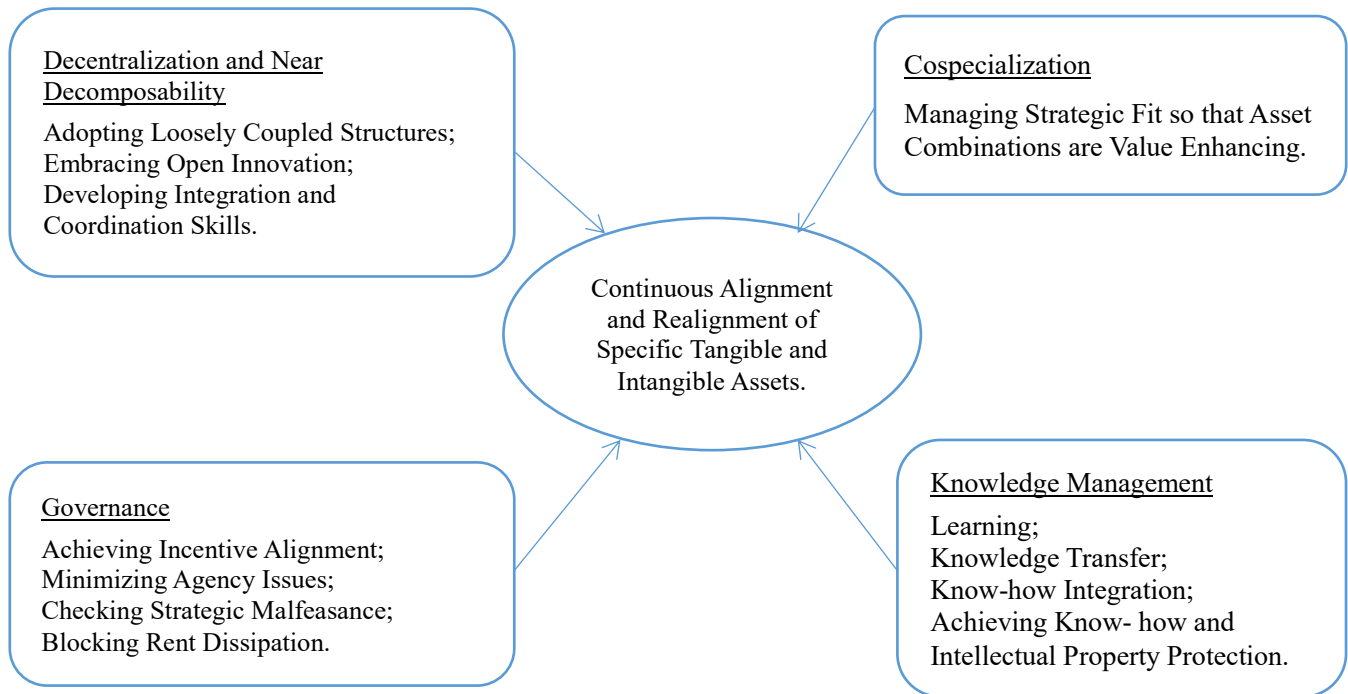 Decentralization and Near
Decomposability
Adopting Loosely Coupled Structures;
Embracing Open Innovation;
Developing Integration and
Coordination Skills.
Cospecialization
Managing Strategic Fit so that Asset
Combinations are Value Enhancing.
Continuous Alignment
and Realignment of
Specific Tangible and
Intangible Assets.
Governance
Achieving Incentive Alignment;
Minimizing Agency Issues;
Checking Strategic Malfeasance;
Blocking Rent Dissipation.
Knowledge Management
Learning;
Knowledge Transfer;
Know-how Integration;
Achieving Know- how and
Intellectual Property Protection.